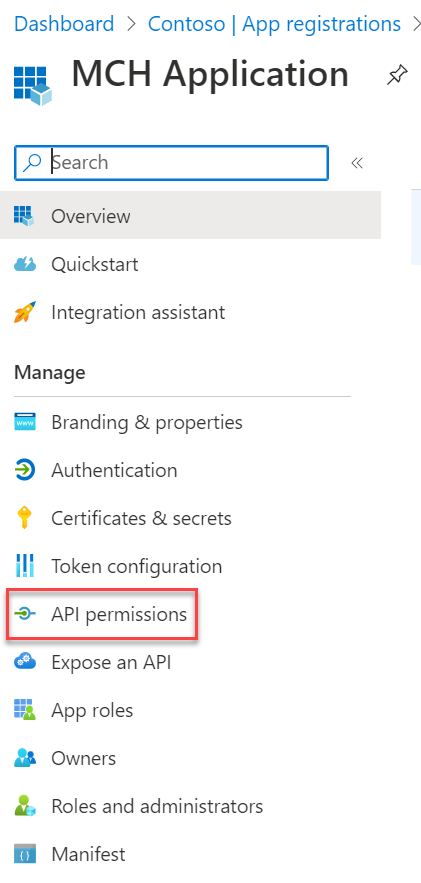 Dashboard > Contoso | App registrations >
MCH Application
Search
Overview
Quickstart
Integration assistant
Manage
Branding & properties
Authentication
Certificates & secrets
Token configuration
API permissions
Expose an API
App roles
Owners
Roles and administrators
Manifest